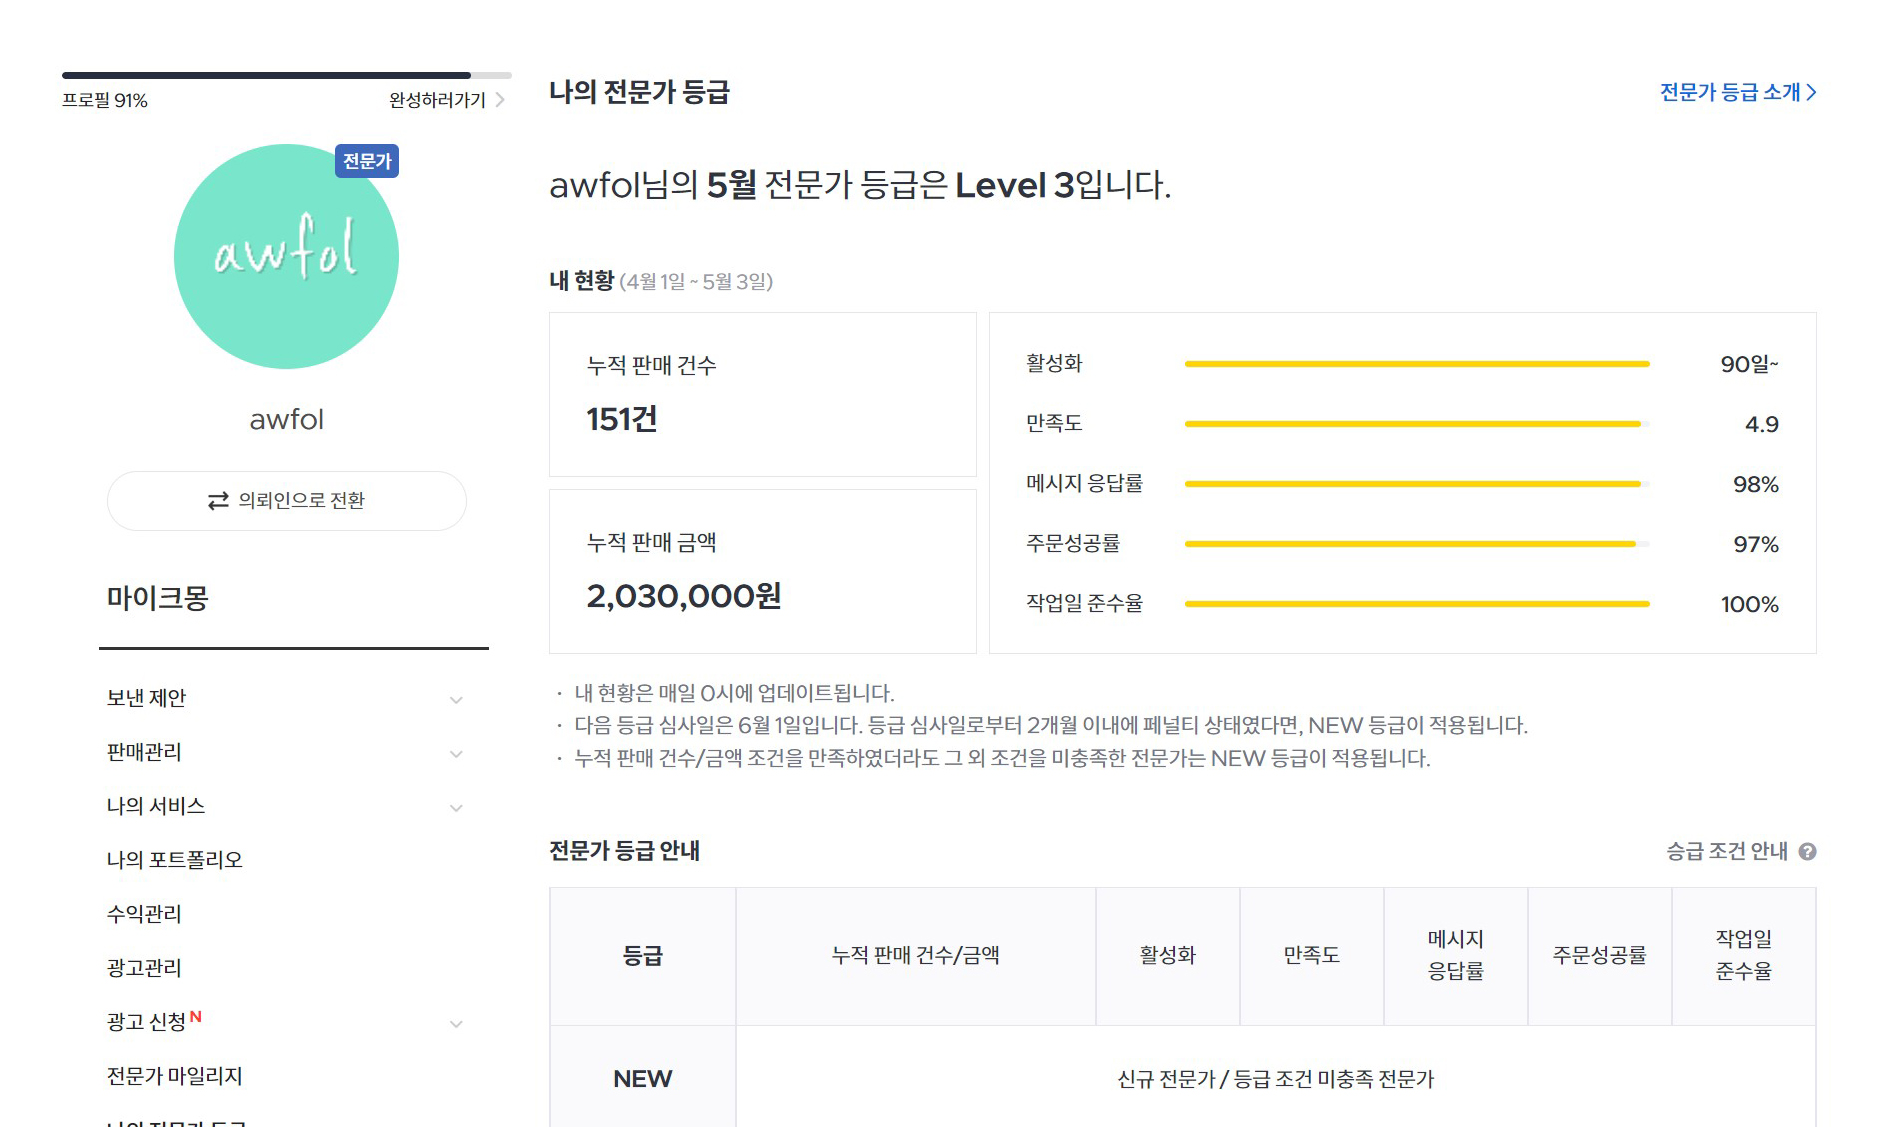 프로필 91%
완성하러가기
전문가
awfol
awfol
의뢰인으로 전환
마이크몽
보낸 제안
판매관리
나의 서비스
나의 포트폴리오
수익관리
광고관리
광고 신청 N
전문가 마일리지
나의 전문가 등급
나의 전문가 등급
전문가 등급 소개
awfol님의 5월 전문가 등급은 Level 3입니다.
내 현황 (4월 1일 ~ 5월 3일)
누적 판매 건수
151건
누적 판매 금액
2,030,000원
활성화 90일~
만족도 4.9
메시지 응답률 98%
주문성공률 97%
작업일 준수율 100%
· 내 현황은 매일 0시에 업데이트됩니다.
· 다음 등급 심사일은 6월 1일입니다. 등급 심사일로부터 2개월 이내에 페널티 상태였다면, NEW 등급이 적용됩니다.
· 누적 판매 건수/금액 조건을 만족하였더라도 그 외 조건을 미충족한 전문가는 NEW 등급이 적용됩니다.
전문가 등급 안내
승급 조건 안내 ?
등급
누적 판매 건수/금액
활성화
만족도
메시지
응답률
주문성공률
작업일
준수율
NEW
신규 전문가 / 등급 조건 미충족 전문가